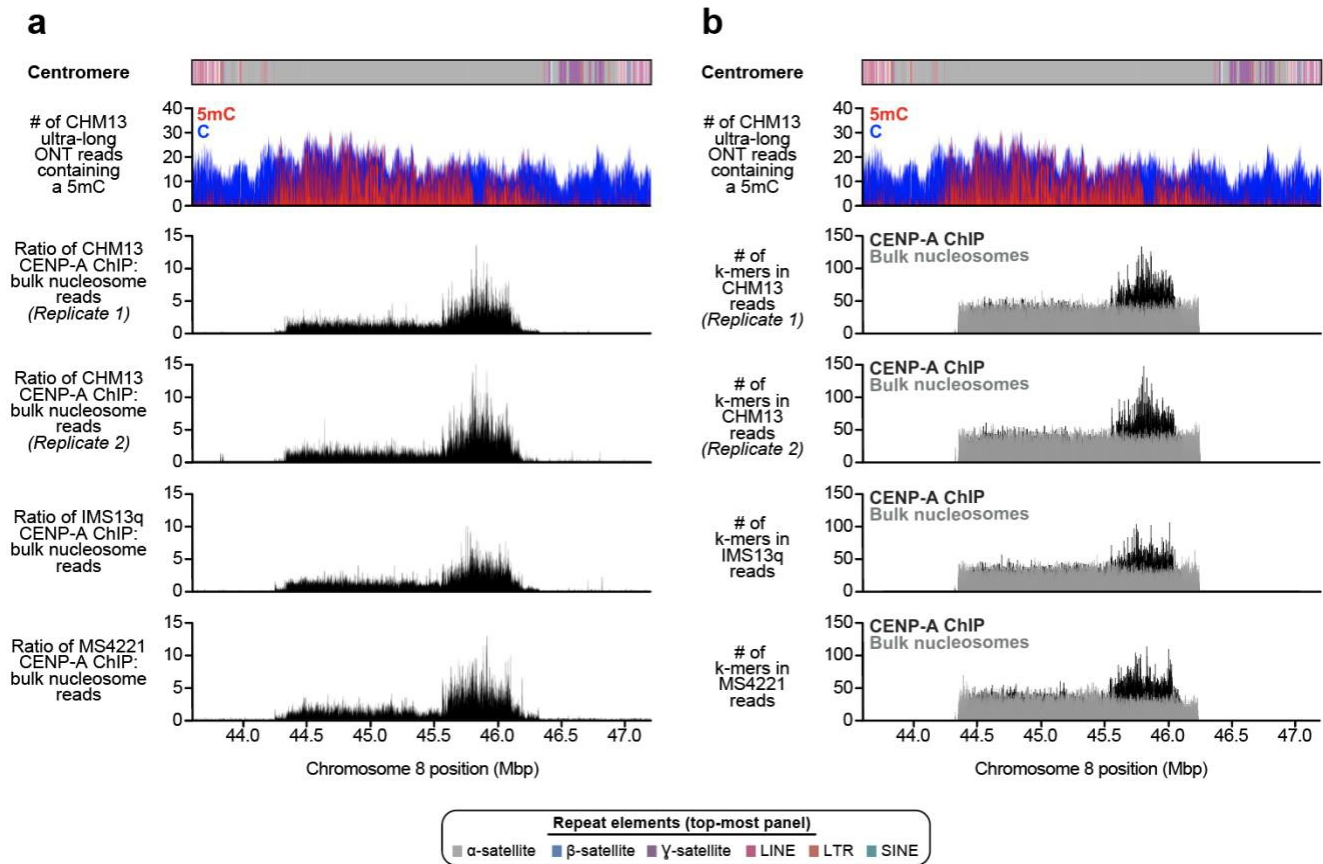 a
Centromere
# of CHM13
ultra-long
ONT reads
containing
a 5mC
40
30
20
10
0
5mC
C
Ratio of CHM13
CENP-A ChIP:
bulk nucleosome
reads
(Replicate 1)
15
10
5
0
Ratio of CHM13
CENP-A ChIP:
bulk nucleosome
reads
(Replicate 2)
15
10
5
0
Ratio of IMS13q
CENP-A ChIP:
bulk nucleosome
reads
15
10
5
0
Ratio of MS4221
CENP-A ChIP:
bulk nucleosome
reads
15
10
5
0
44.0 44.5 45.0 45.5 46.0 46.5 47.0
Chromosome 8 position (Mbp)
b
Centromere
# of CHM13
ultra-long
ONT reads
containing
a 5mC
40
30
20
10
0
5mC
C
# of
k-mers in
CHM13
reads
(Replicate 1)
150
100
50
0
CENP-A ChIP
Bulk nucleosomes
# of
k-mers in
CHM13
reads
(Replicate 2)
150
100
50
0
CENP-A ChIP
Bulk nucleosomes
# of
k-mers in
IMS13q
reads
150
100
50
0
CENP-A ChIP
Bulk nucleosomes
# of
k-mers in
MS4221
reads
150
100
50
0
CENP-A ChIP
Bulk nucleosomes
44.0 44.5 45.0 45.5 46.0 46.5 47.0
Chromosome 8 position (Mbp)
Repeat elements (top-most panel)
α-satellite β-satellite Ɣ-satellite LINE LTR SINE